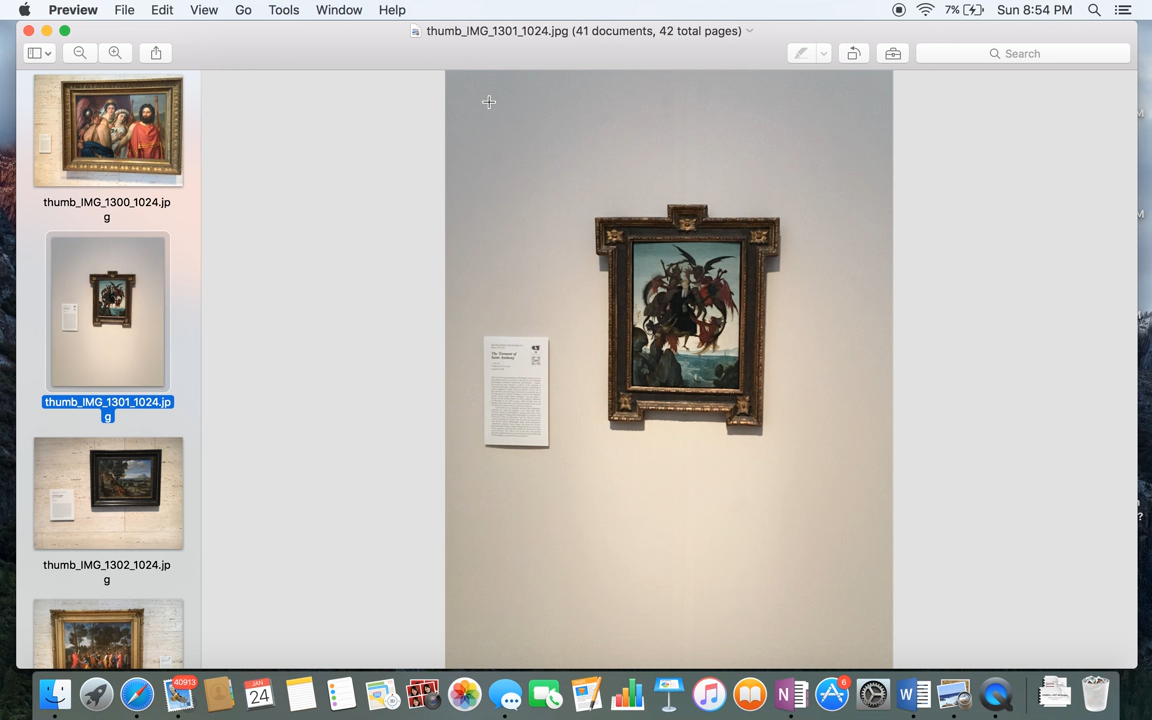 Preview File Edit View Go Tools Window Help 7% Sun 8:54 PM
thumb_IMG_1301_1024.jpg (41 documents, 42 total pages)
Search
thumb_IMG_1300_1024.jp
g
thumb_IMG_1301_1024.jp
g
thumb_IMG_1302_1024.jp
g
The Torment of
Saint Anthony
40913
JAN
24
6